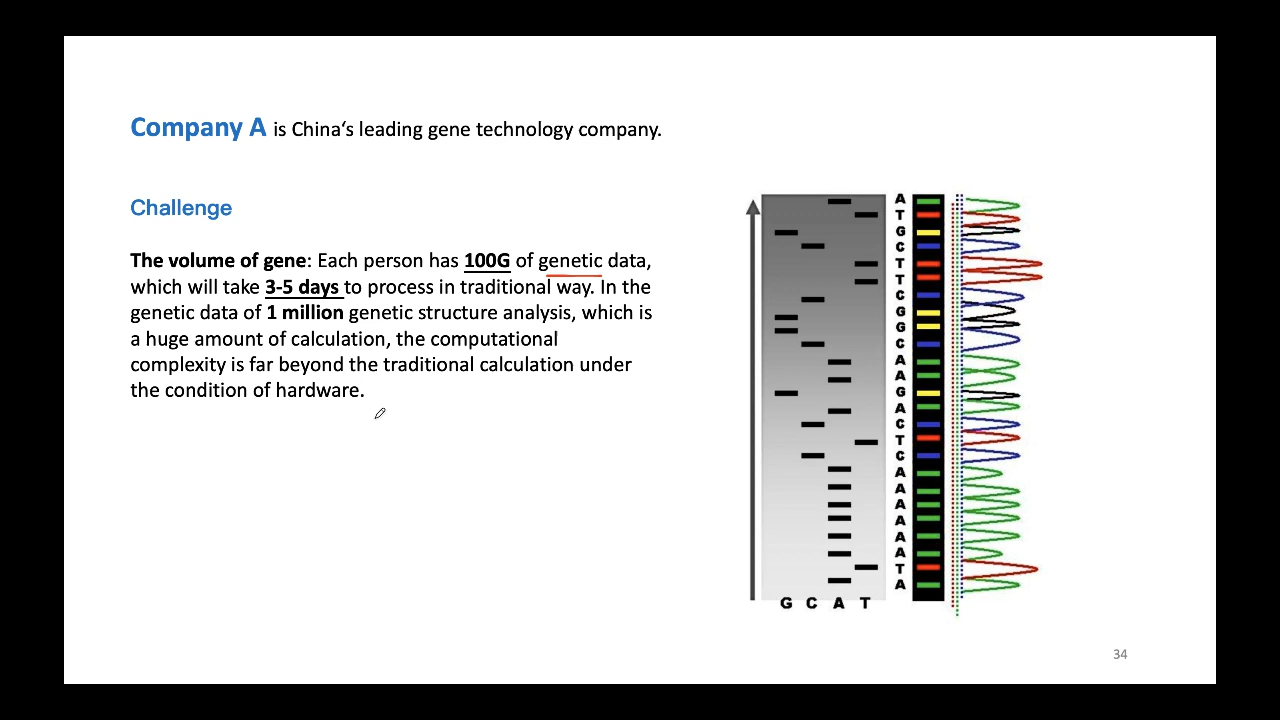 Company A is China‘s leading gene technology company.
Challenge
The volume of gene: Each person has 100G of genetic data,
which will take 3-5 days to process in traditional way. In the
genetic data of 1 million genetic structure analysis, which is
a huge amount of calculation, the computational
complexity is far beyond the traditional calculation under
the condition of hardware.
A
T
G
C
T
T
C
G
G
C
A
A
G
A
C
T
C
A
A
A
A
A
A
T
A
G C A T
34